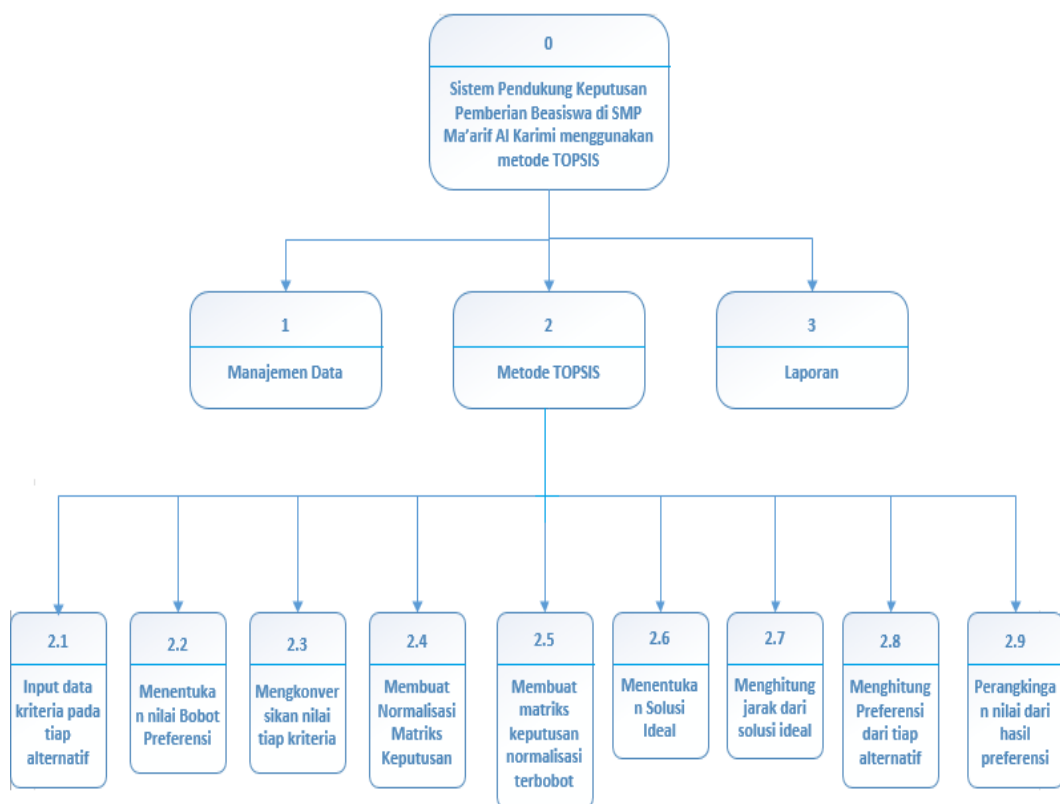 0
Sistem Pendukung Keputusan
Pemberian Beasiswa di SMP
Ma'arif Al Karimi menggunakan
metode TOPSIS
1
Manajemen Data
2
Metode TOPSIS
3
Laporan
2.1
Input data
kriteria pada
tiap
alternatif
2.2
Menentuka
n nilai Bobot
Preferensi
2.3
Mengkonver
sikan nilai
tiap kriteria
2.4
Membuat
Normalisasi
Matriks
Keputusan
2.5
Membuat
matriks
keputusan
normalisasi
terbobot
2.6
Menentuka
n Solusi
Ideal
2.7
Menghitung
jarak dari
solusi ideal
2.8
Menghitung
Preferensi
dari tiap
alternatif
2.9
Perangkinga
n nilai dari
hasil
preferensi